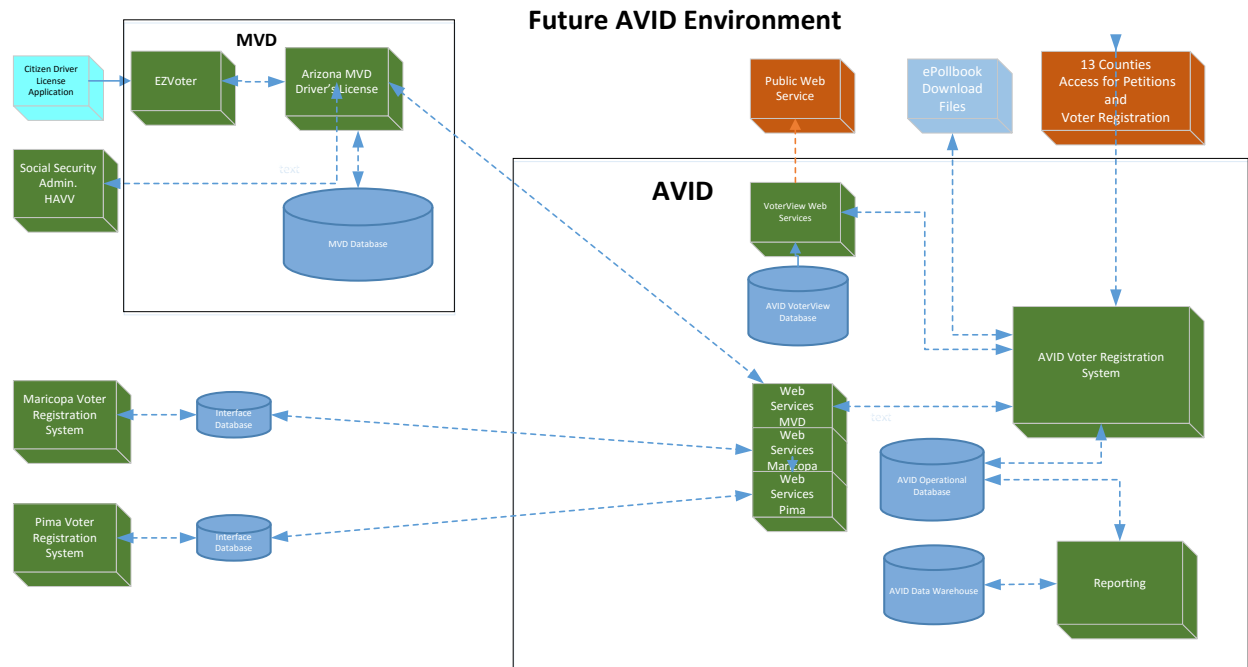 Future AVID Environment
MVD
Citizen Driver
License
Application
EZVoter
Arizona MVD
Driver's License
Public Web
Service
ePollbook
Download
Files
13 Counties
Access for Petitions
and
Voter Registration
Social Security
Admin.
HAVV
text
MVD Database
AVID
VoterView Web
Services
AVID VoterView
Database
AVID Voter Registration
System
Maricopa Voter
Registration
System
Interface
Database
Web
Services
MVD
text
Web
Services
Maricopa
Web
Services
Pima
AVID Operational
Database
Pima Voter
Registration
System
Interface
Database
AVID Data Warehouse
Reporting